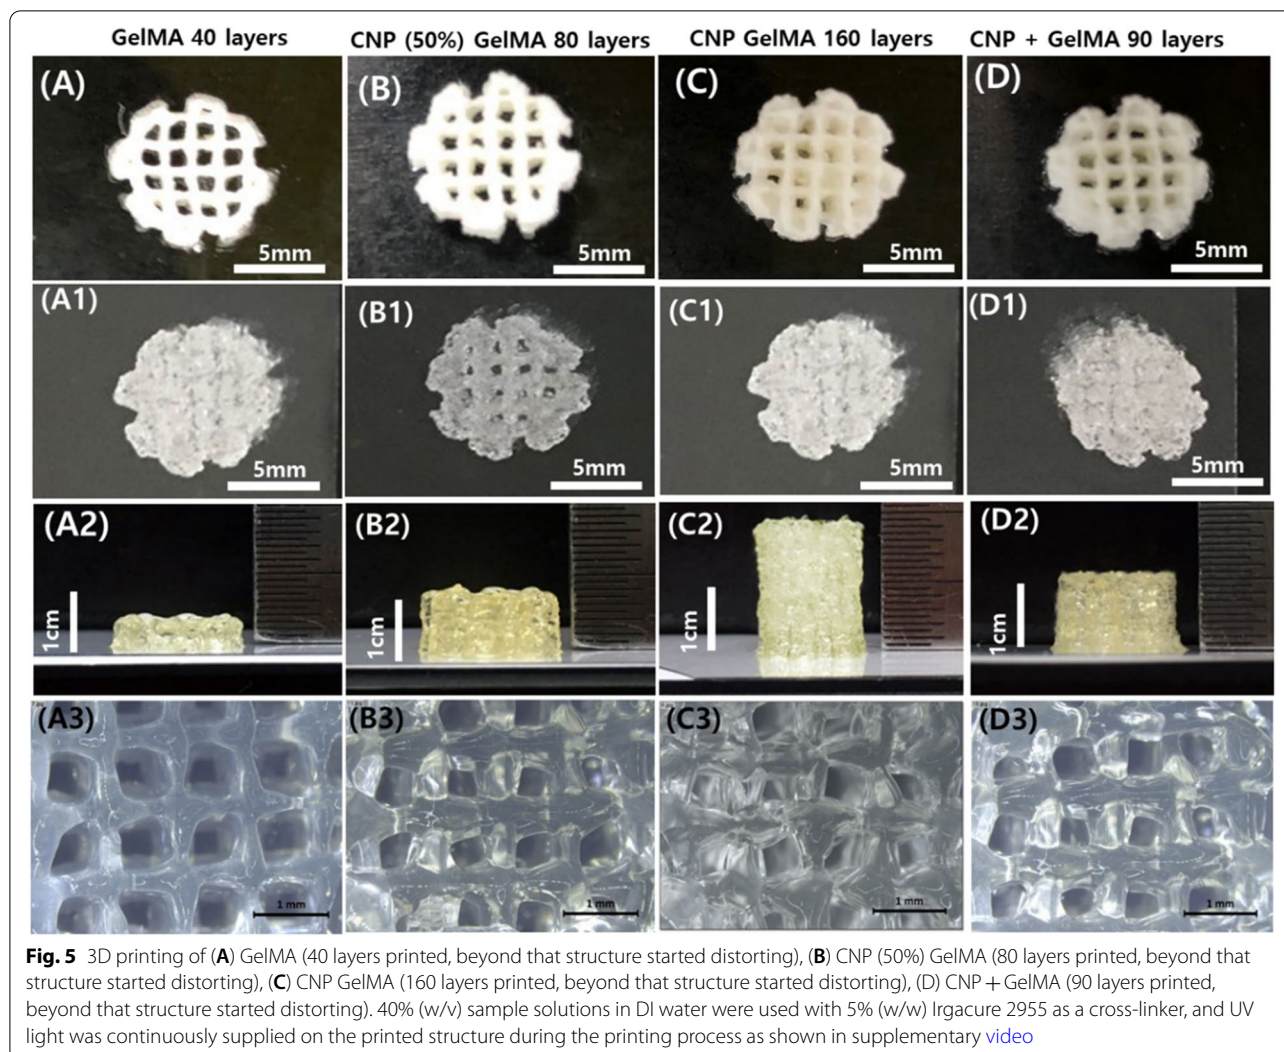 GelMA 40 layers
CNP (50%) GelMA 80 layers
CNP GelMA 160 layers
CNP + GelMA 90 layers
(A)
(B)
(C)
(D)
5mm
5mm
5mm
5mm
(A1)
(B1)
(C1)
(D1)
5mm
5mm
5mm
5mm
(A2)
(B2)
(C2)
(D2)
1cm
1cm
1cm
1cm
(A3)
(B3)
(C3)
(D3)
1 mm
1 mm
1 mm
1 mm
Fig. 5 3D printing of (A) GelMA (40 layers printed, beyond that structure started distorting), (B) CNP (50%) GelMA (80 layers printed, beyond that
structure started distorting), (C) CNP GelMA (160 layers printed, beyond that structure started distorting), (D) CNP + GelMA (90 layers printed,
beyond that structure started distorting). 40% (w/v) sample solutions in DI water were used with 5% (w/w) Irgacure 2955 as a cross-linker, and UV
light was continuously supplied on the printed structure during the printing process as shown in supplementary video